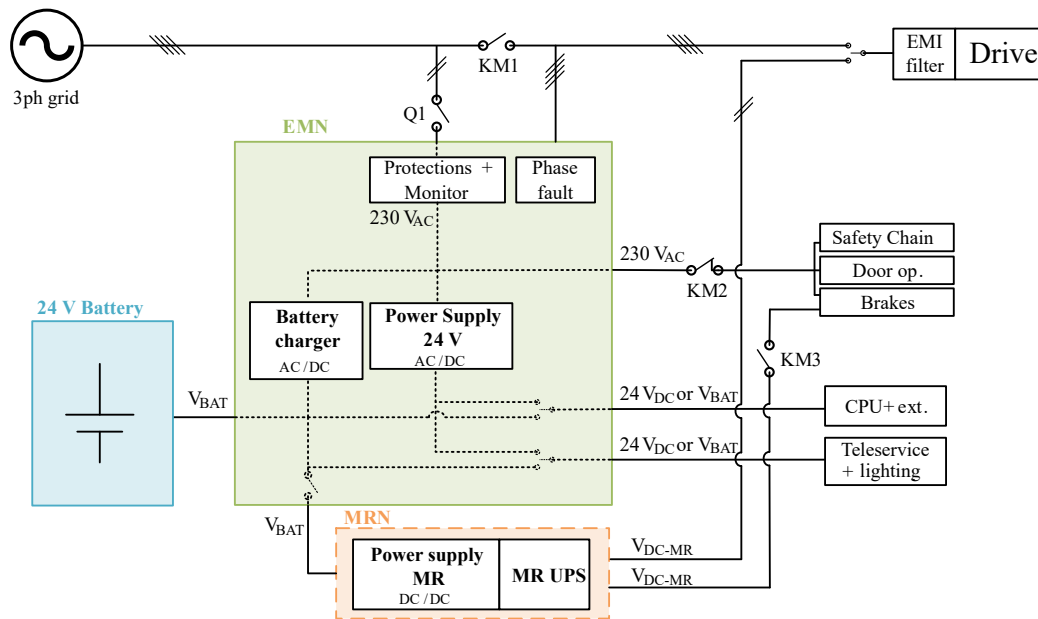 3ph grid
KM1
EMI
filter
Drive
Q1
EMN
Protections +
Monitor
Phase
fault
230 VAC
230 VAC
KM2
Safety Chain
Door op.
Brakes
KM3
24 V Battery
Battery
charger
AC/DC
Power Supply
24 V
AC/DC
VBAT
24 VDC or VBAT
CPU+ ext.
24 VDC or VBAT
Teleservice
+ lighting
VBAT
MRN
Power supply
MR
DC/DC
MR UPS
VDC-MR
VDC-MR